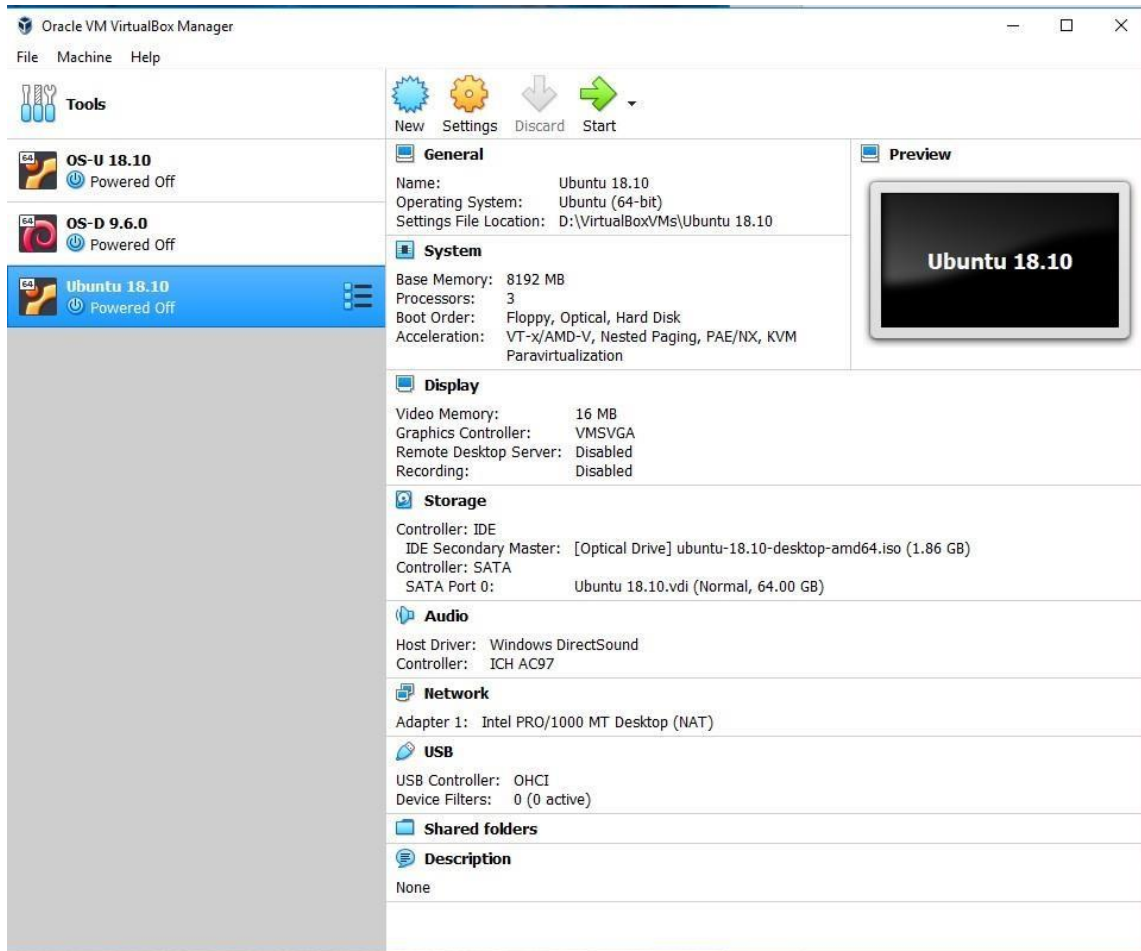 Oracle VM VirtualBox Manager
File Machine Help
Tools
New Settings Discard Start
64
OS-U 18.10
Powered Off
64
OS-D 9.6.0
Powered Off
64
Ubuntu 18.10
Powered Off
General
Name: Ubuntu 18.10
Operating System: Ubuntu (64-bit)
Settings File Location: D:\VirtualBoxVMs\Ubuntu 18.10
Preview
Ubuntu 18.10
System
Base Memory: 8192 MB
Processors: 3
Boot Order: Floppy, Optical, Hard Disk
Acceleration: VT-x/AMD-V, Nested Paging, PAE/NX, KVM
Paravirtualization
Display
Video Memory: 16 MB
Graphics Controller: VMSVGA
Remote Desktop Server: Disabled
Recording: Disabled
Storage
Controller: IDE
IDE Secondary Master: [Optical Drive] ubuntu-18.10-desktop-amd64.iso (1.86 GB)
Controller: SATA
SATA Port 0: Ubuntu 18.10.vdi (Normal, 64.00 GB)
Audio
Host Driver: Windows DirectSound
Controller: ICH AC97
Network
Adapter 1: Intel PRO/1000 MT Desktop (NAT)
USB
USB Controller: OHCI
Device Filters: 0 (0 active)
Shared folders
Description
None